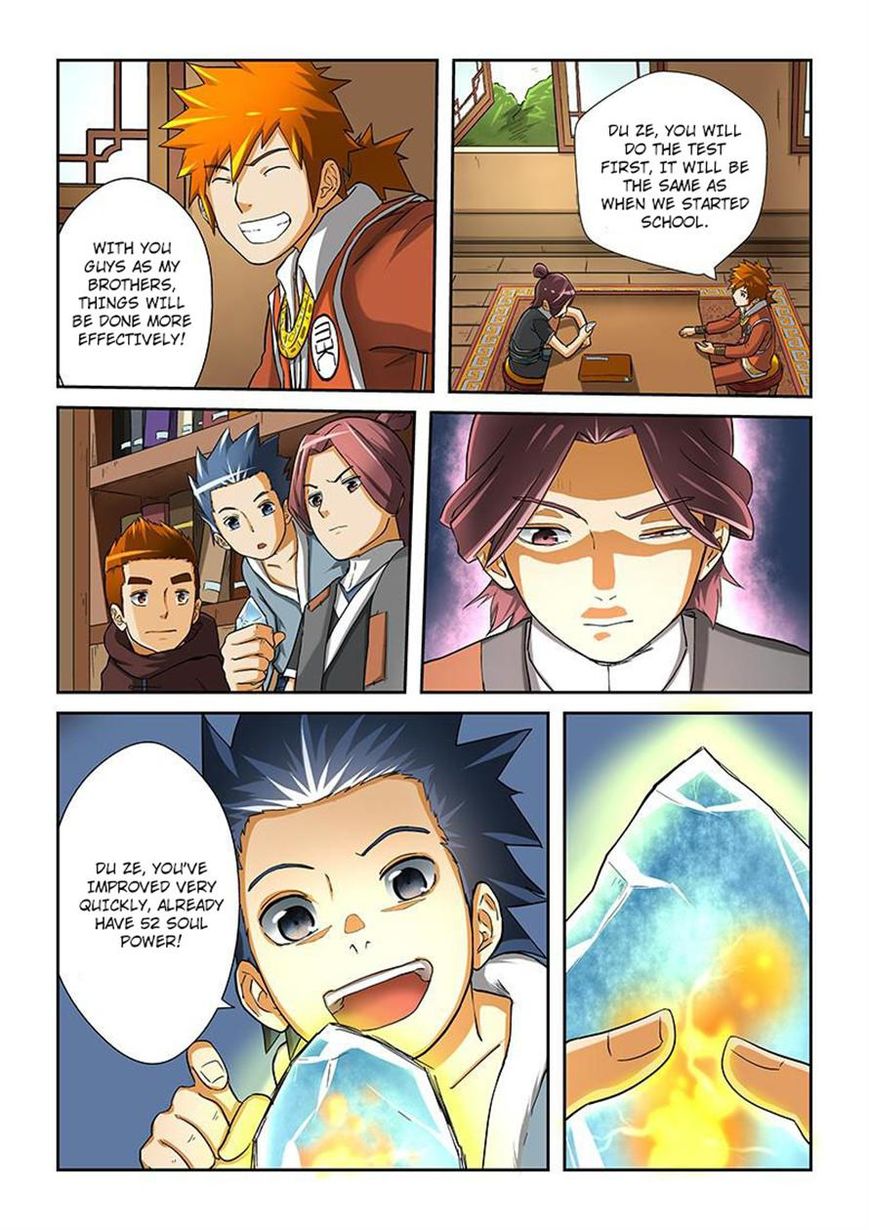 WITH YOU
GUYS AS MY
BROTHERS,
THINGS WILL
BE DONE MORE
EFFECTIVELY!
DU ZE, YOU WILL
DO THE TEST
FIRST, IT WILL BE
THE SAME AS
WHEN WE STARTED
SCHOOL.
DU ZE, YOU'VE
IMPROVED VERY
QUICKLY, ALREADY
HAVE 52 SOUL
POWER!